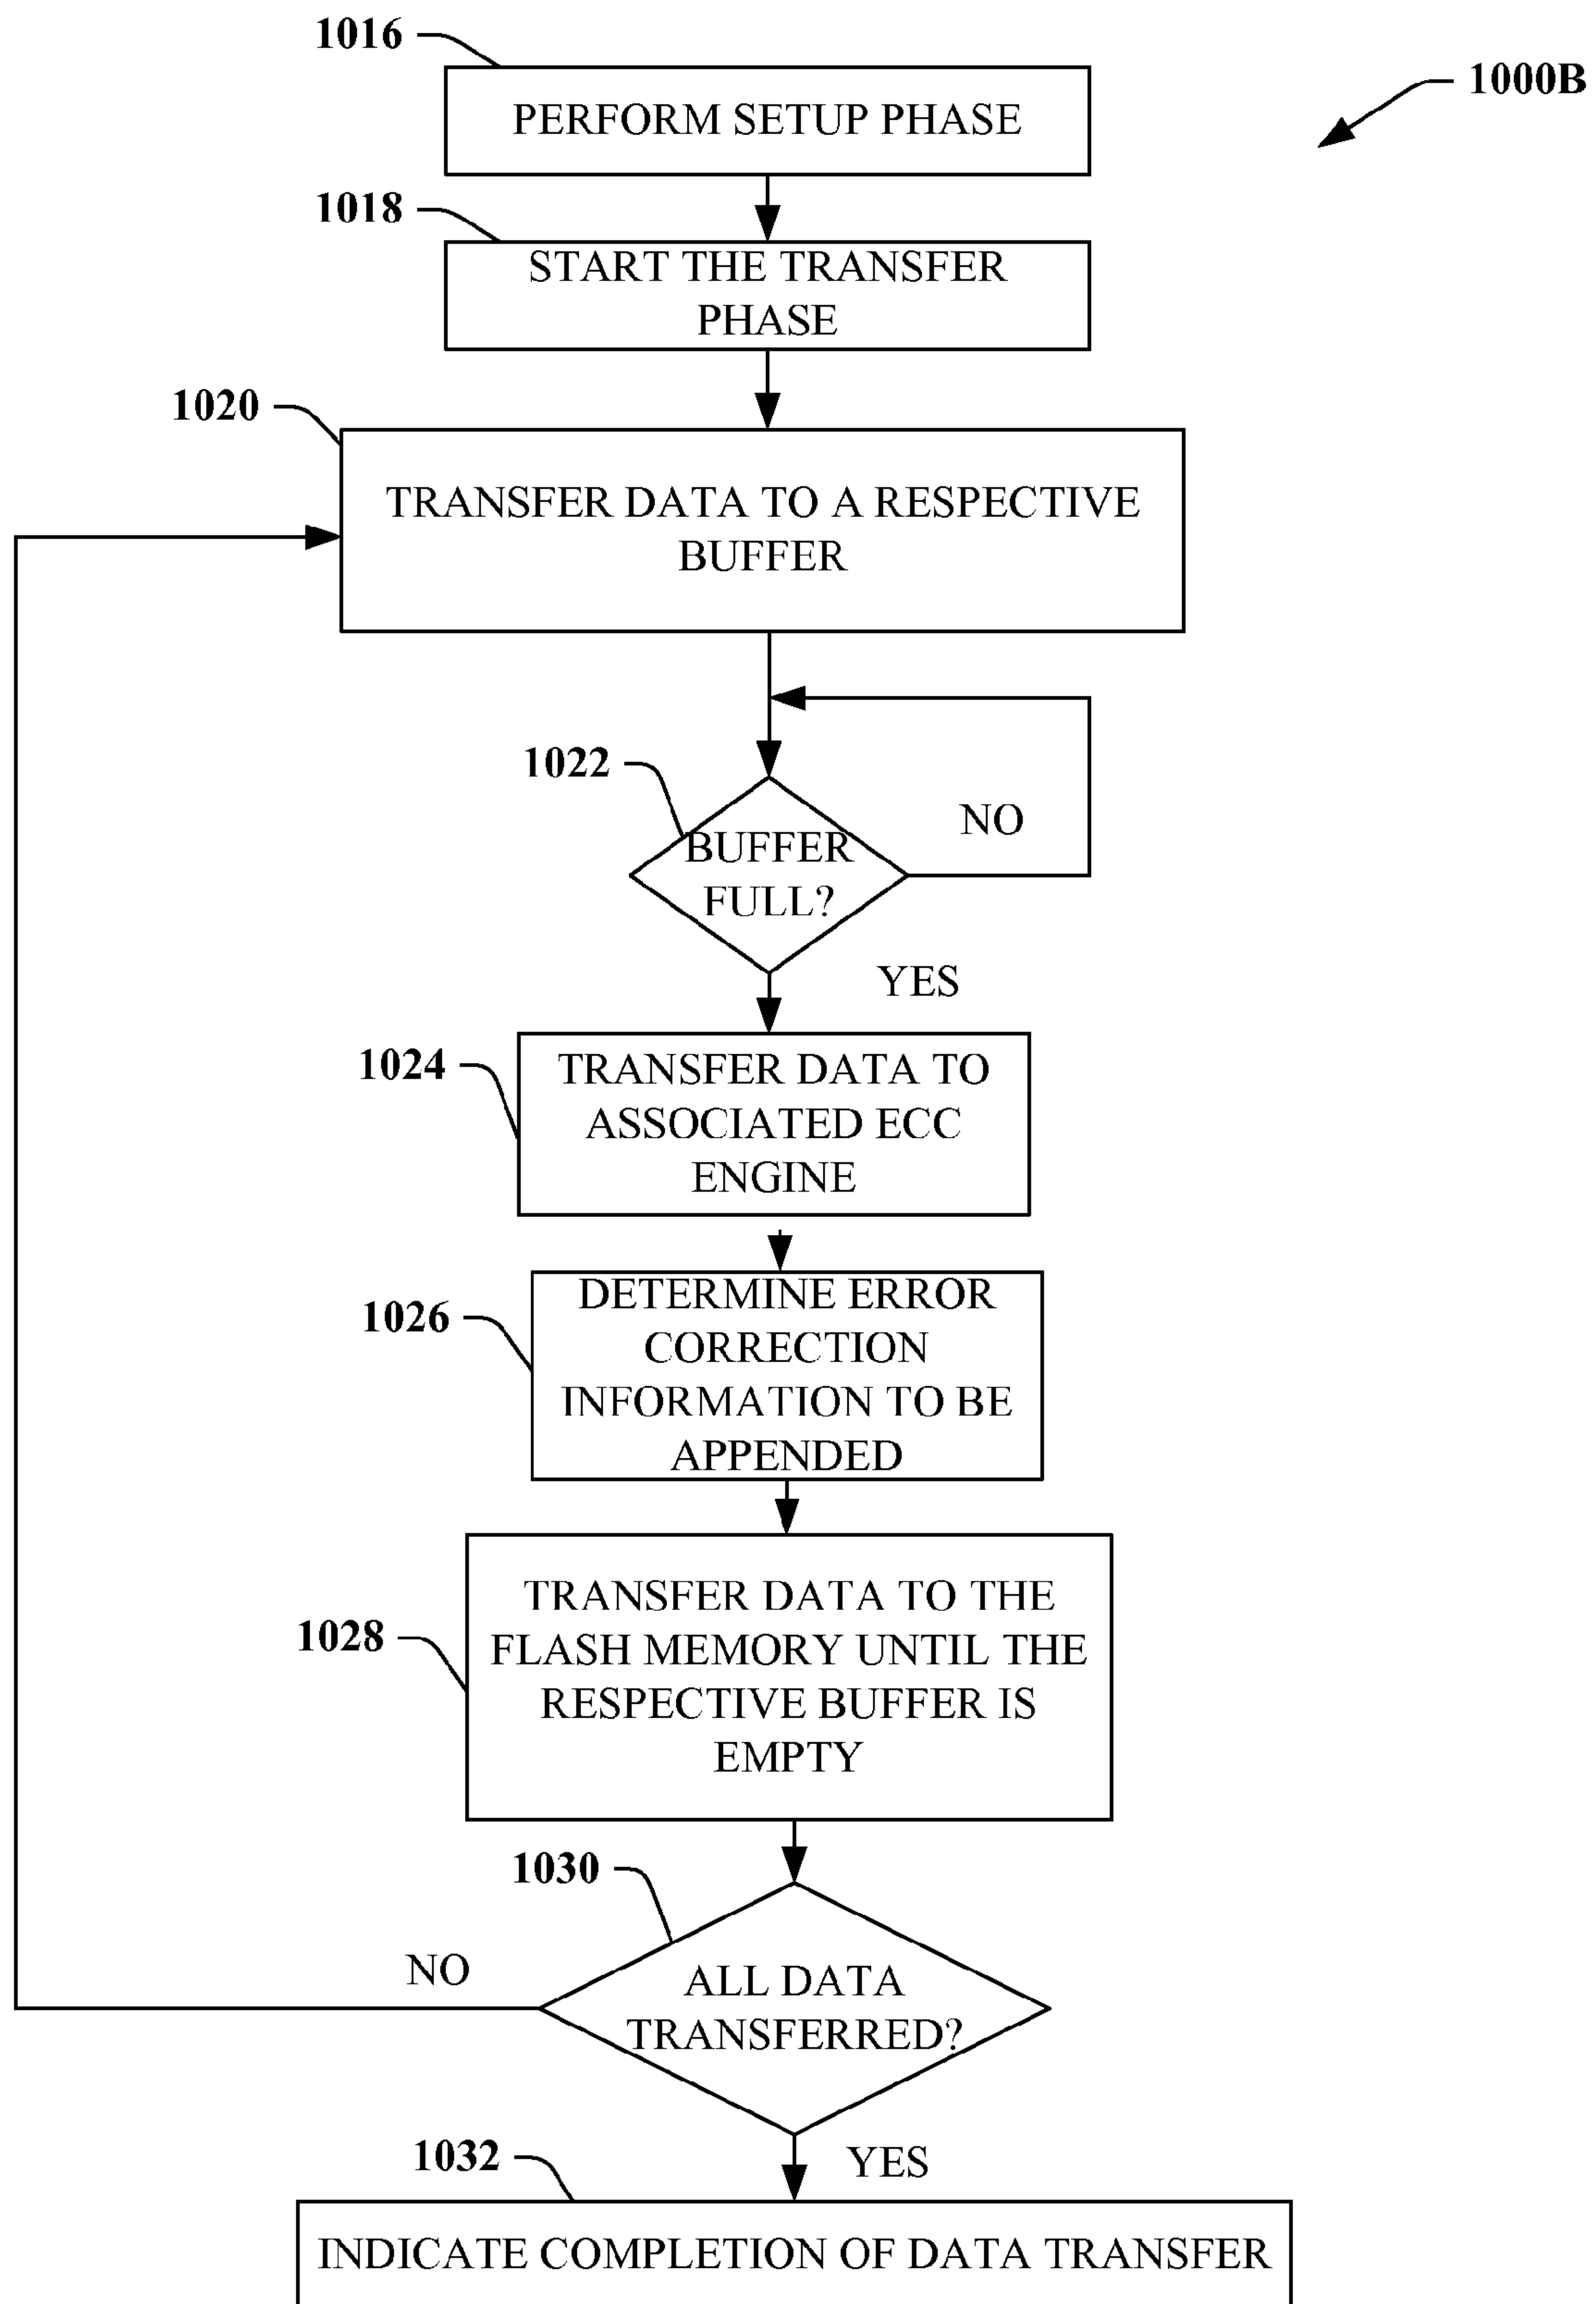 1016
PERFORM SETUP PHASE
1000B
1018
START THE TRANSFER
PHASE
1020
TRANSFER DATA TO A RESPECTIVE
BUFFER
1022
BUFFER
FULL?
NO
YES
1024
TRANSFER DATA TO
ASSOCIATED ECC
ENGINE
1026
DETERMINE ERROR
CORRECTION
INFORMATION TO BE
APPENDED
1028
TRANSFER DATA TO THE
FLASH MEMORY UNTIL THE
RESPECTIVE BUFFER IS
EMPTY
1030
NO
ALL DATA
TRANSFERRED?
YES
1032
INDICATE COMPLETION OF DATA TRANSFER